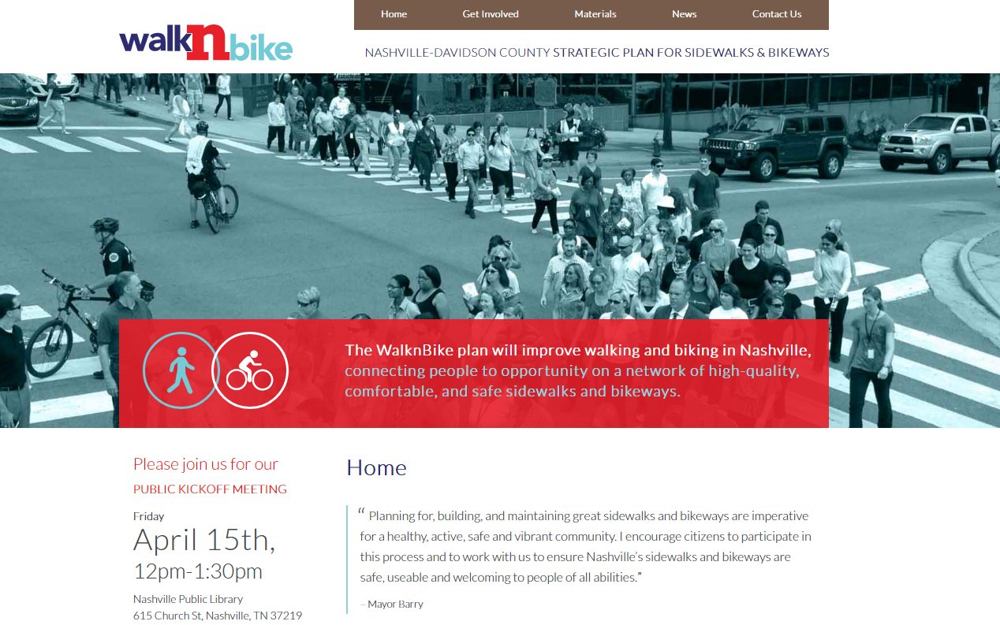 Home Get Involved Materials News Contact Us
walknbike
NASHVILLE-DAVIDSON COUNTY STRATEGIC PLAN FOR SIDEWALKS & BIKEWAYS
The WalknBike plan will improve walking and biking in Nashville,
connecting people to opportunity on a network of high-quality,
comfortable, and safe sidewalks and bikeways.
Please join us for our
PUBLIC KICKOFF MEETING
Friday
April 15th,
12pm-1:30pm
Nashville Public Library
615 Church St, Nashville, TN 37219
Home
“ Planning for, building, and maintaining great sidewalks and bikeways are imperative
for a healthy, active, safe and vibrant community. I encourage citizens to participate in
this process and to work with us to ensure Nashville’s sidewalks and bikeways are
safe, useable and welcoming to people of all abilities.”
– Mayor Barry